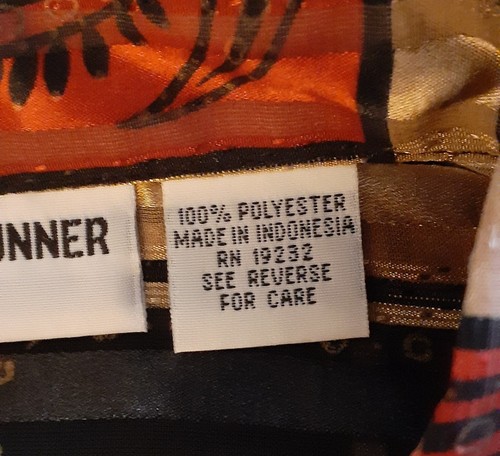 UNNER
100% POLYESTER
MADE IN INDONESIA
RN 19232
SEE REVERSE
FOR CARE